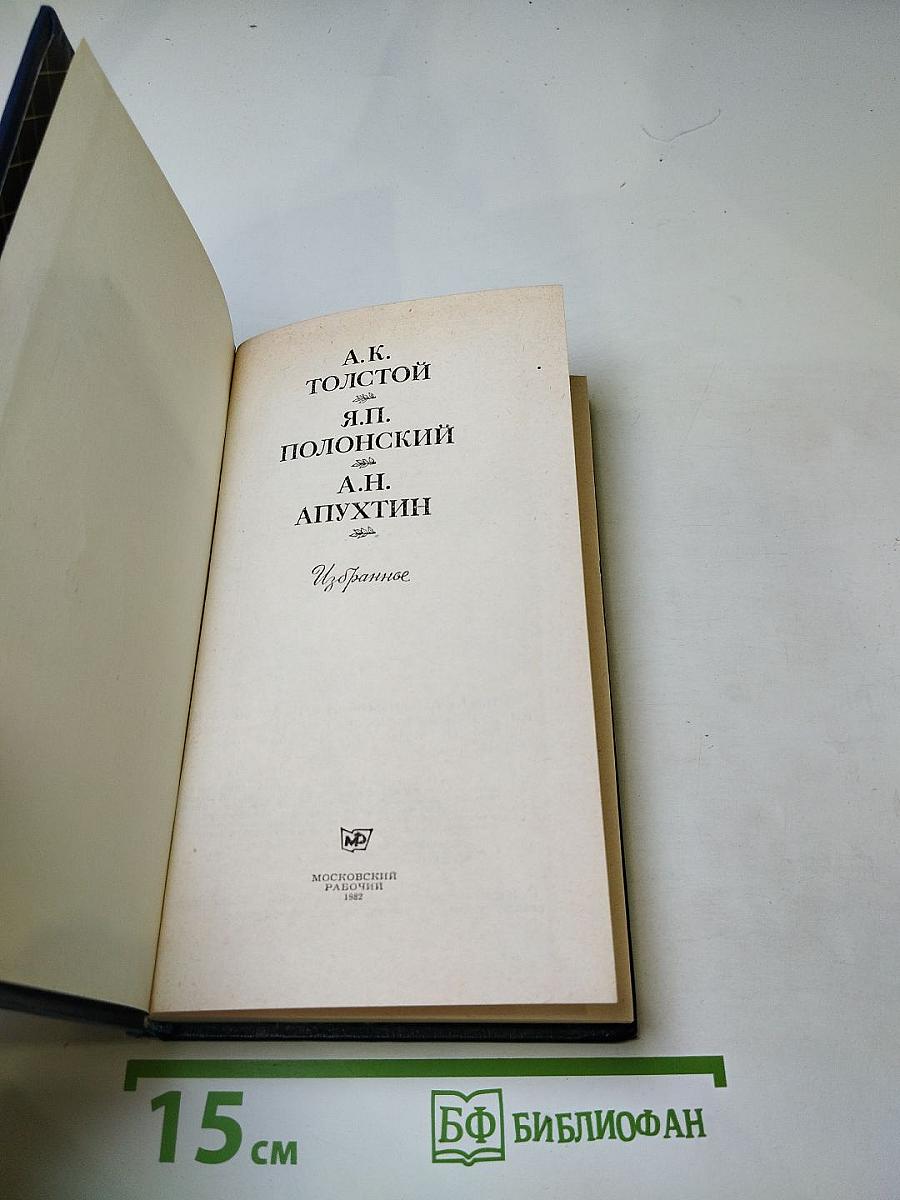 А.К.
ТОЛСТОЙ
Я.П.
ПОЛОНСКИЙ
А.Н.
АПУХТИН
Избранное
МР
МОСКОВСКИЙ
РАБОЧИЙ
1982
15 см
БФ БИБЛИОФАН